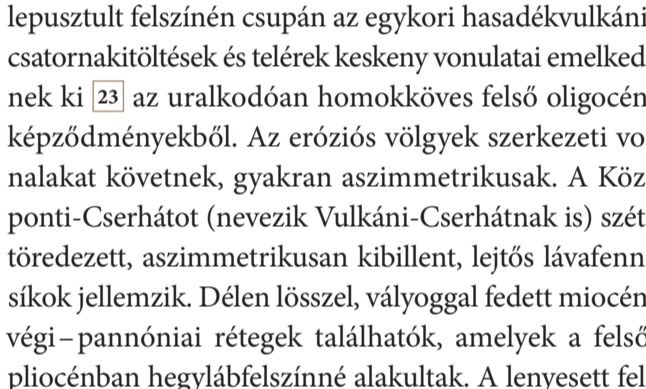 lepusztult felszínén csupán az egykori hasadékvulkáni
csatornakitöltések és telérek keskeny vonulatai emelked
nek ki 23 az uralkodóan homokköves felső oligocén
képződményekből. Az eróziós völgyek szerkezeti vo
nalakat követnek, gyakran aszimmetrikusak. A Köz
ponti-Cserhátot (nevezik Vulkáni-Cserhátnak is) szét
töredezett, aszimmetrikusan kibillent, lejtős lávafenn
síkok jellemzik. Délen lösszel, vályoggal fedett miocén
végi–pannóniai rétegek találhatók, amelyek a felső
pliocénban hegylábfelszínné alakultak. A lenyesett fel